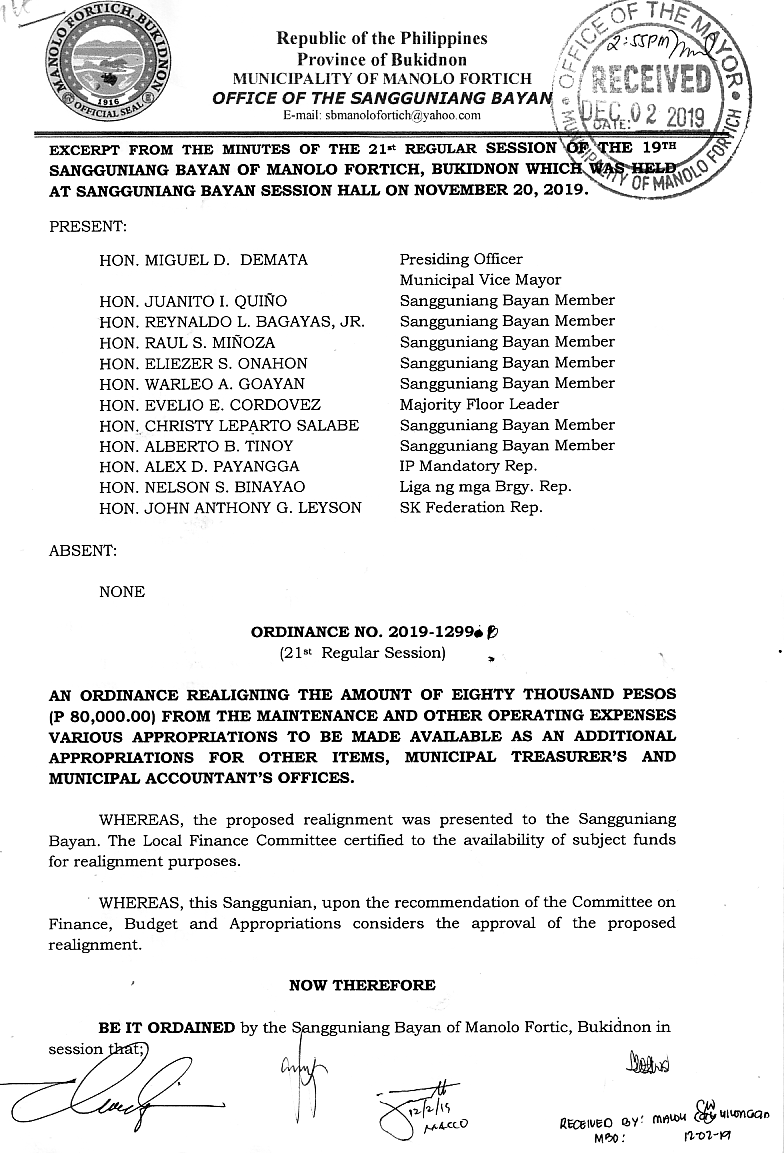 MANOLO FORTICH, BUKIDNON
1916
OFFICIAL SEAL
Republic of the Philippines
Province of Bukidnon
MUNICIPALITY OF MANOLO FORTICH
OFFICE OF THE SANGGUNIANG BAYAN
E-mail: sbmanolofortich@yahoo.com
OFFICE OF THE MAYOR
2:55PM
RECEIVED
DEC 02 2019
DATE:
MUNICIPALITY OF MANOLO FORTICH
EXCERPT FROM THE MINUTES OF THE 21st REGULAR SESSION OF THE 19TH
SANGGUNIANG BAYAN OF MANOLO FORTICH, BUKIDNON WHICH WAS HELD
AT SANGGUNIANG BAYAN SESSION HALL ON NOVEMBER 20, 2019.
PRESENT:
HON. MIGUEL D. DEMATA Presiding Officer
Municipal Vice Mayor
HON. JUANITO I. QUIÑO Sangguniang Bayan Member
HON. REYNALDO L. BAGAYAS, JR. Sangguniang Bayan Member
HON. RAUL S. MIÑOZA Sangguniang Bayan Member
HON. ELIEZER S. ONAHON Sangguniang Bayan Member
HON. WARLEO A. GOAYAN Sangguniang Bayan Member
HON. EVELIO E. CORDOVEZ Majority Floor Leader
HON. CHRISTY LEPARTO SALABE Sangguniang Bayan Member
HON. ALBERTO B. TINOY Sangguniang Bayan Member
HON. ALEX D. PAYANGGA IP Mandatory Rep.
HON. NELSON S. BINAYAO Liga ng mga Brgy. Rep.
HON. JOHN ANTHONY G. LEYSON SK Federation Rep.
ABSENT:
NONE
ORDINANCE NO. 2019-1299
(21st Regular Session)
AN ORDINANCE REALIGNING THE AMOUNT OF EIGHTY THOUSAND PESOS
(P 80,000.00) FROM THE MAINTENANCE AND OTHER OPERATING EXPENSES
VARIOUS APPROPRIATIONS TO BE MADE AVAILABLE AS AN ADDITIONAL
APPROPRIATIONS FOR OTHER ITEMS, MUNICIPAL TREASURER'S AND
MUNICIPAL ACCOUNTANT'S OFFICES.
WHEREAS, the proposed realignment was presented to the Sangguniang
Bayan. The Local Finance Committee certified to the availability of subject funds
for realignment purposes.
WHEREAS, this Sanggunian, upon the recommendation of the Committee on
Finance, Budget and Appropriations considers the approval of the proposed
realignment.
NOW THEREFORE
BE IT ORDAINED by the Sangguniang Bayan of Manolo Fortic, Bukidnon in
session that;
12/2/19
MACCO
RECEIVED BY: MALOU
MBO: 12-02-19